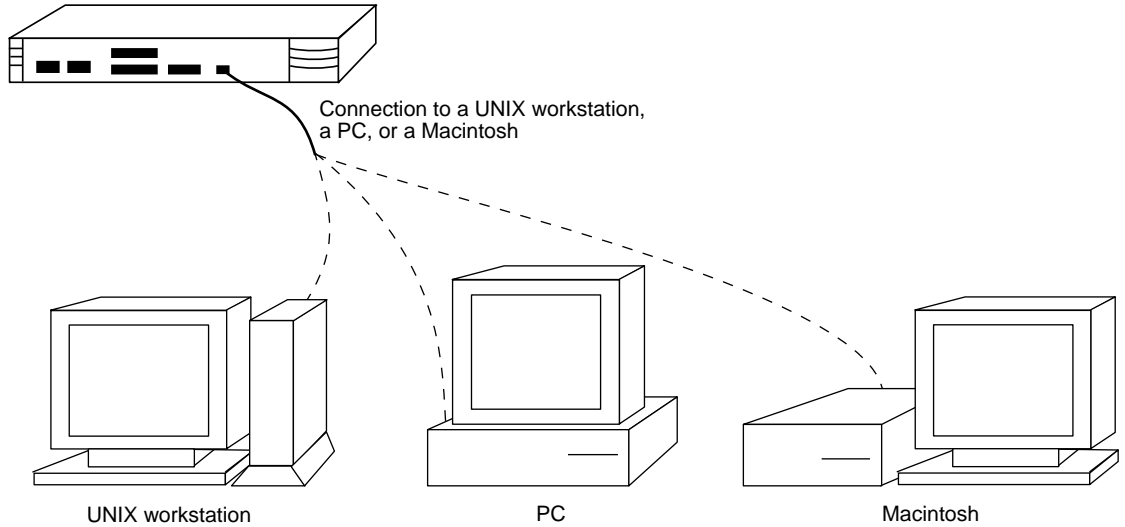 Connection to a UNIX workstation,
a PC, or a Macintosh
UNIX workstation
PC
Macintosh